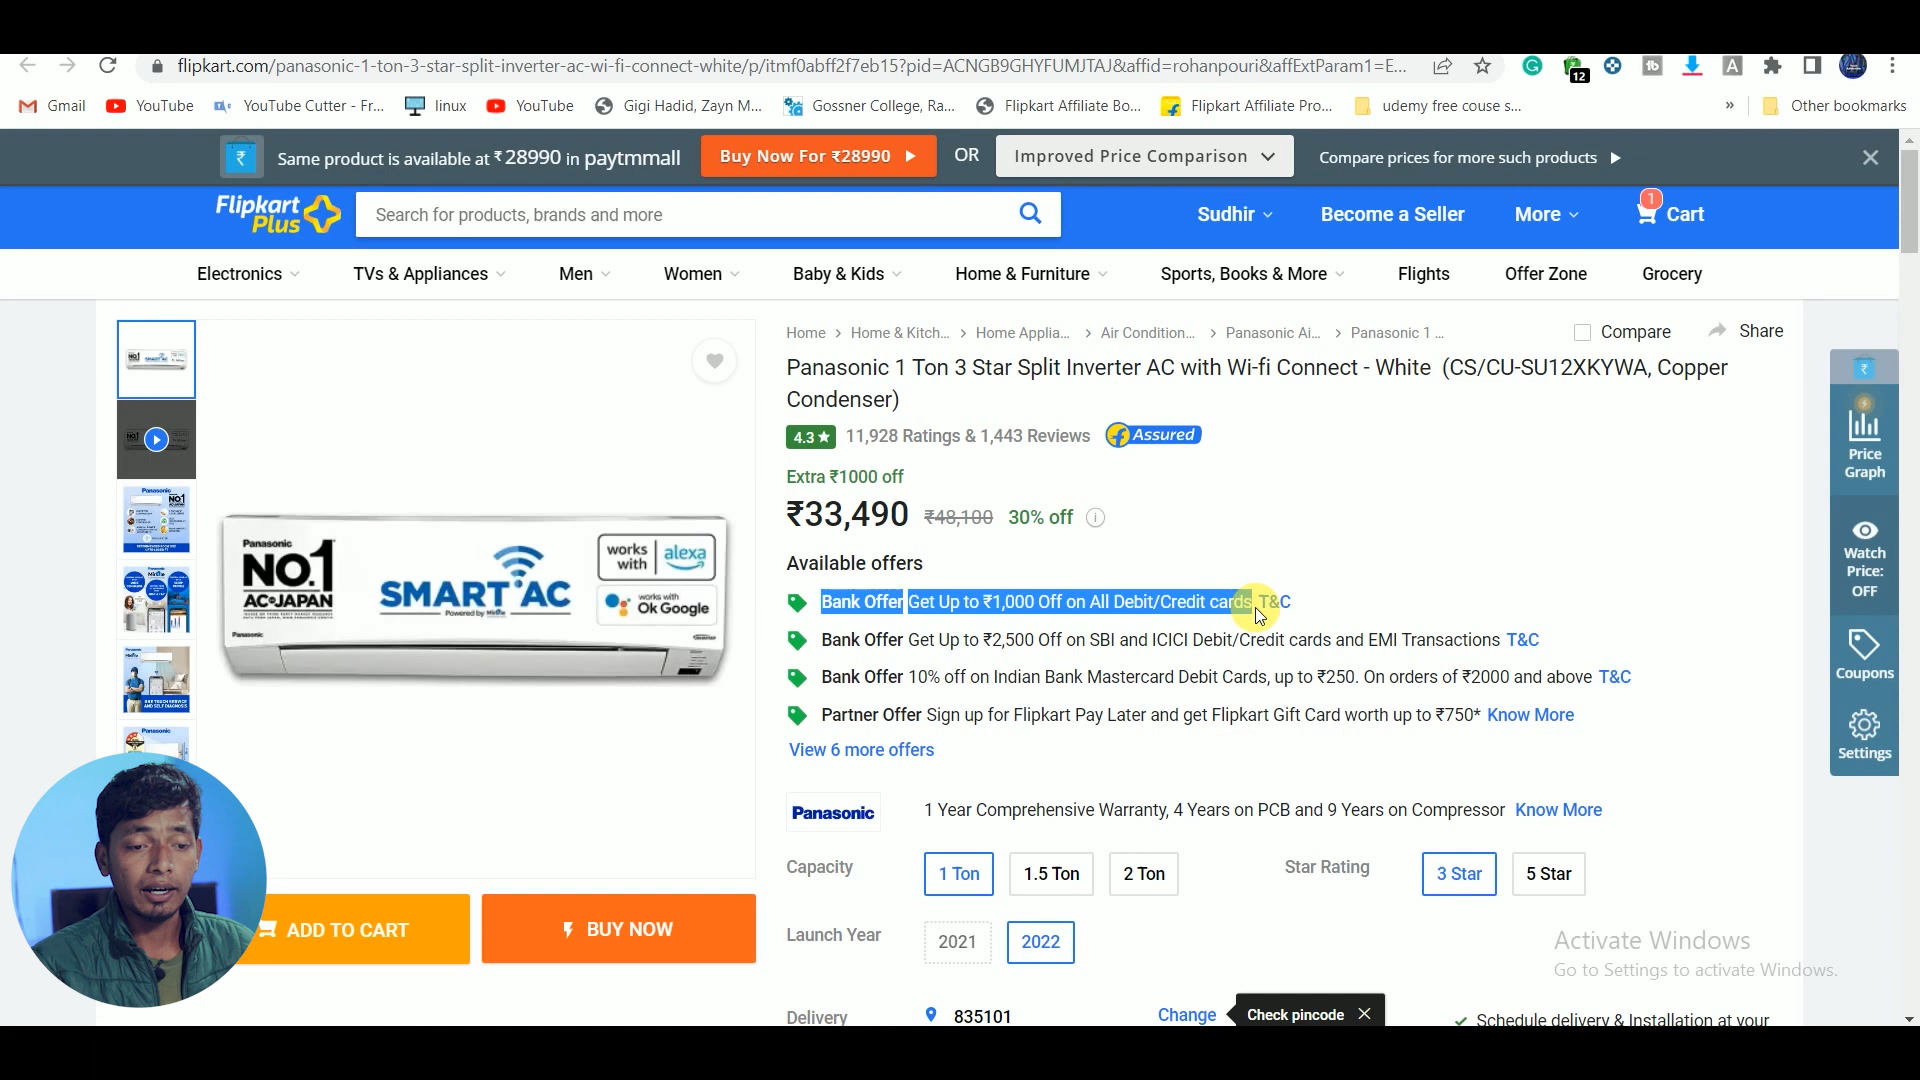 flipkart.com/panasonic-1-ton-3-star-split-inverter-ac-wi-fi-connect-white/p/itmf0abff2f7eb15?pid=ACNGB9GHYFUMJTAJ&affid=rohanpouri&affExtParam1=E...
12
Gmail YouTube YouTube Cutter - Fr... linux YouTube Gigi Hadid, Zayn M... Gossner College, Ra... Flipkart Affiliate Bo... Flipkart Affiliate Pro... udemy free couse s... » Other bookmarks
Same product is available at ₹ 28990 in paytmmall Buy Now For ₹28990 OR Improved Price Comparison Compare prices for more such products
Flipkart
Plus
Search for products, brands and more
Sudhir Become a Seller More 1 Cart
Electronics TVs & Appliances Men Women Baby & Kids Home & Furniture Sports, Books & More Flights Offer Zone Grocery
Home Home & Kitch... Home Applia... Air Condition... Panasonic Ai... Panasonic 1 ... Compare Share
Panasonic 1 Ton 3 Star Split Inverter AC with Wi-fi Connect - White (CS/CU-SU12XKYWA, Copper
Condenser)
4.3 11,928 Ratings & 1,443 Reviews Assured
Extra ₹1000 off
₹33,490 ₹48,100 30% off
Available offers
Bank Offer Get Up to ₹1,000 Off on All Debit/Credit cards T&C
Bank Offer Get Up to ₹2,500 Off on SBI and ICICI Debit/Credit cards and EMI Transactions T&C
Bank Offer 10% off on Indian Bank Mastercard Debit Cards, up to ₹250. On orders of ₹2000 and above T&C
Partner Offer Sign up for Flipkart Pay Later and get Flipkart Gift Card worth up to ₹750* Know More
View 6 more offers
Panasonic
NO.1
AC IN JAPAN
SMART AC
works with alexa
works with
Ok Google
Panasonic
Panasonic 1 Year Comprehensive Warranty, 4 Years on PCB and 9 Years on Compressor Know More
Capacity 1 Ton 1.5 Ton 2 Ton Star Rating 3 Star 5 Star
ADD TO CART BUY NOW
Launch Year 2021 2022
Delivery 835101 Change Check pincode
Schedule delivery & Installation at your
Price
Graph
Watch
Price:
OFF
Coupons
Settings
Activate Windows
Go to Settings to activate Windows.